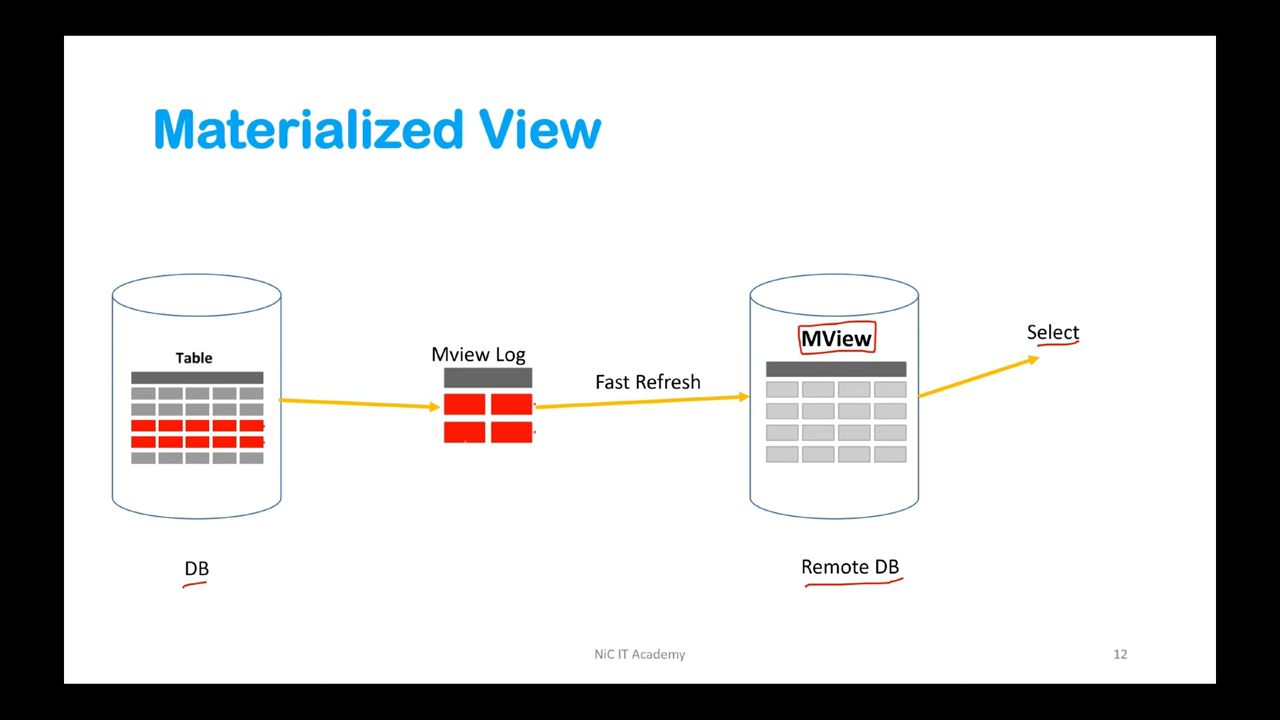 Materialized View
Table
Mview Log
Fast Refresh
MView
Select
DB
Remote DB
NiC IT Academy
12